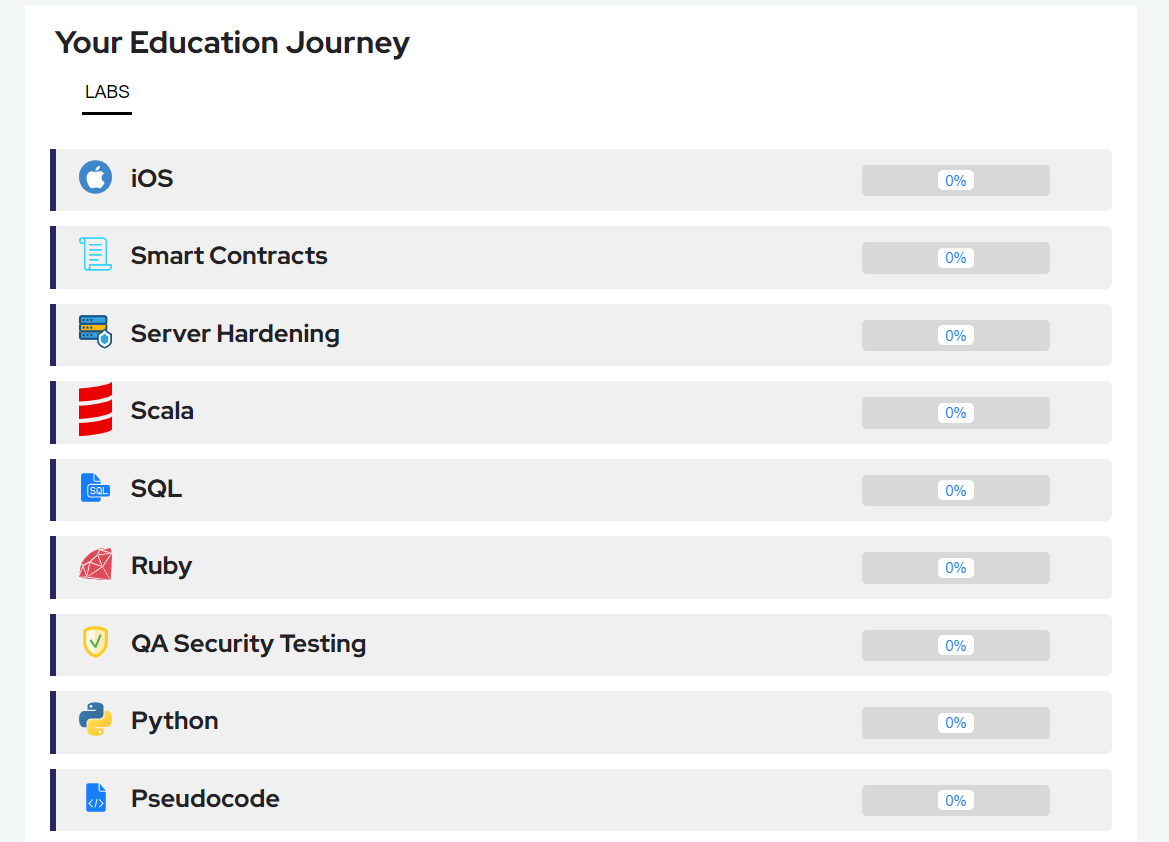 Your Education Journey
LABS
iOS 0%
Smart Contracts 0%
Server Hardening 0%
Scala 0%
SQL SQL 0%
Ruby 0%
QA Security Testing 0%
Python 0%
</> Pseudocode 0%